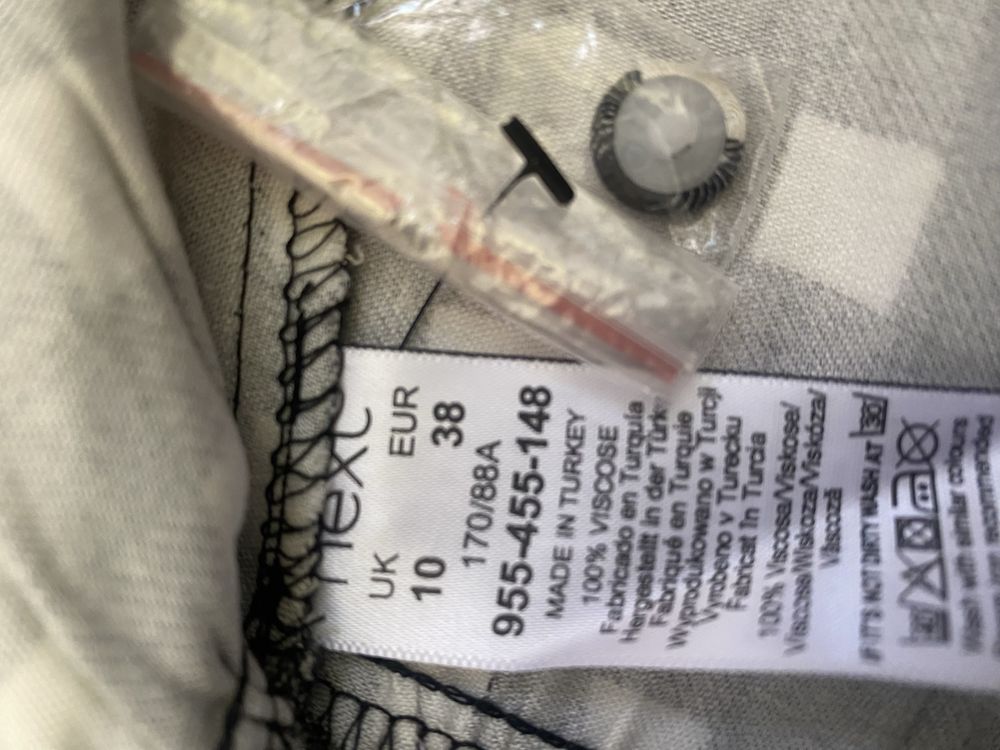 next
UK EUR
10 38
170/88A
955-455-148
MADE IN TURKEY
100% VISCOSE
Fabricado en Turquía
Hergestellt in der Türkei
Fabriqué en Turquie
Wyprodukowano w Turcji
Vyrobeno v Turecku
Fabricat în Turcia
100% Viscosa/Viskose/
Viscose/Wiskoza/Viskóza/
Vâscoză
IF IT'S NOT DIRTY WASH AT 30
Wash with similar colours